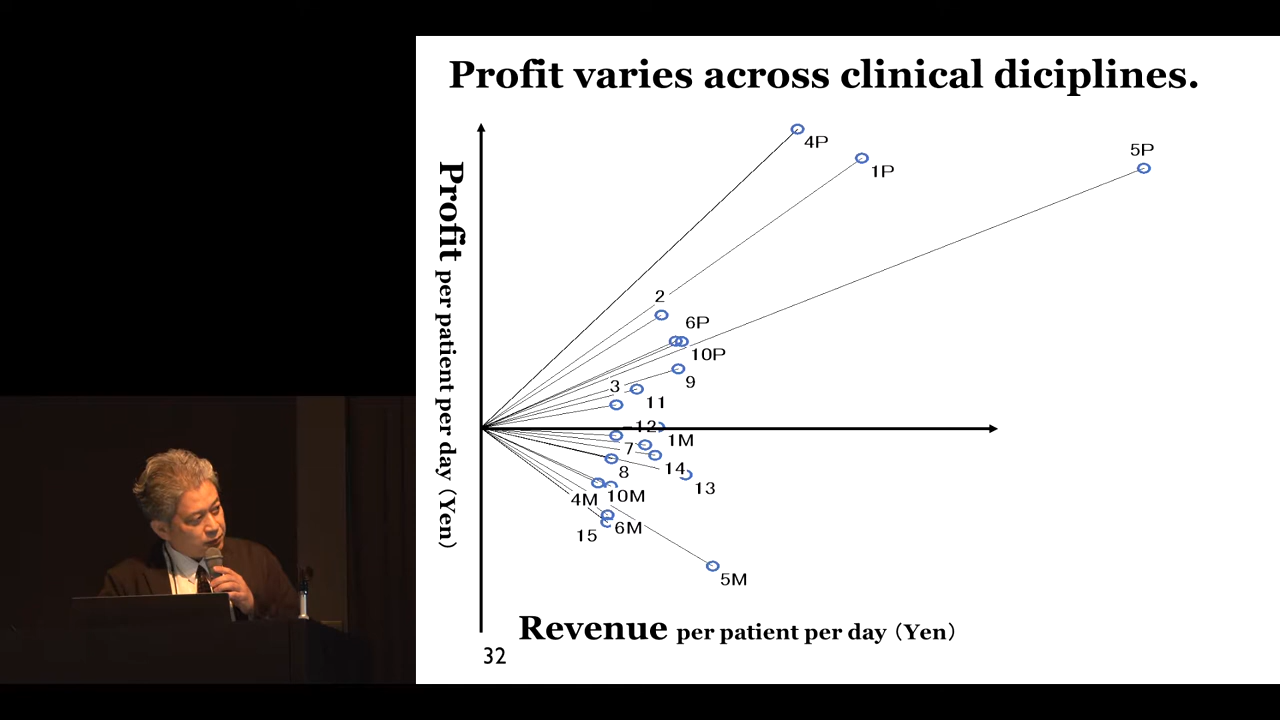 Profit varies across clinical diciplines.
Profit per patient per day (Yen)
4P
1P
5P
2
6P
10P
9
3
11
12
1M
7
14
8
13
4M
10M
6M
15
5M
Revenue per patient per day (Yen)
32